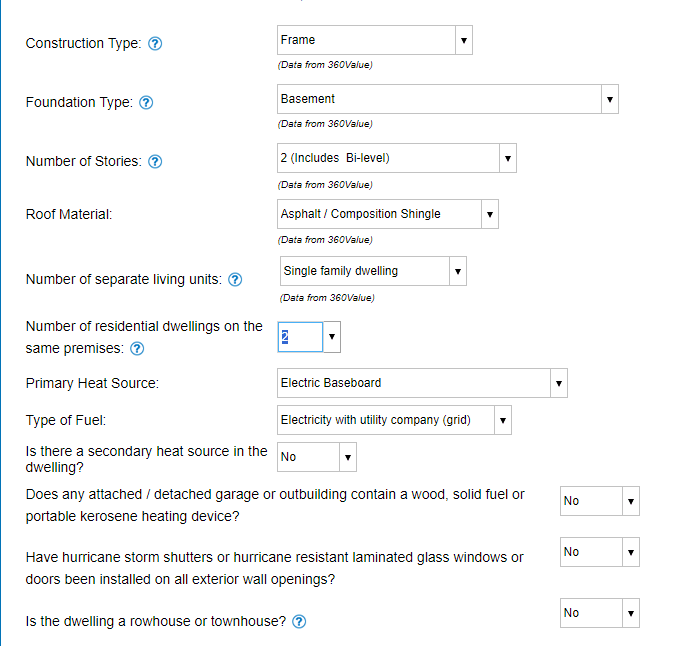 Construction Type: ? Frame
(Data from 360Value)
Foundation Type: ? Basement
(Data from 360Value)
Number of Stories: ? 2 (Includes Bi-level)
(Data from 360Value)
Roof Material: Asphalt / Composition Shingle
(Data from 360Value)
Number of separate living units: ? Single family dwelling
(Data from 360Value)
Number of residential dwellings on the
same premises: ? 2
Primary Heat Source: Electric Baseboard
Type of Fuel: Electricity with utility company (grid)
Is there a secondary heat source in the
dwelling? No
Does any attached / detached garage or outbuilding contain a wood, solid fuel or
portable kerosene heating device? No
Have hurricane storm shutters or hurricane resistant laminated glass windows or
doors been installed on all exterior wall openings? No
Is the dwelling a rowhouse or townhouse? ? No